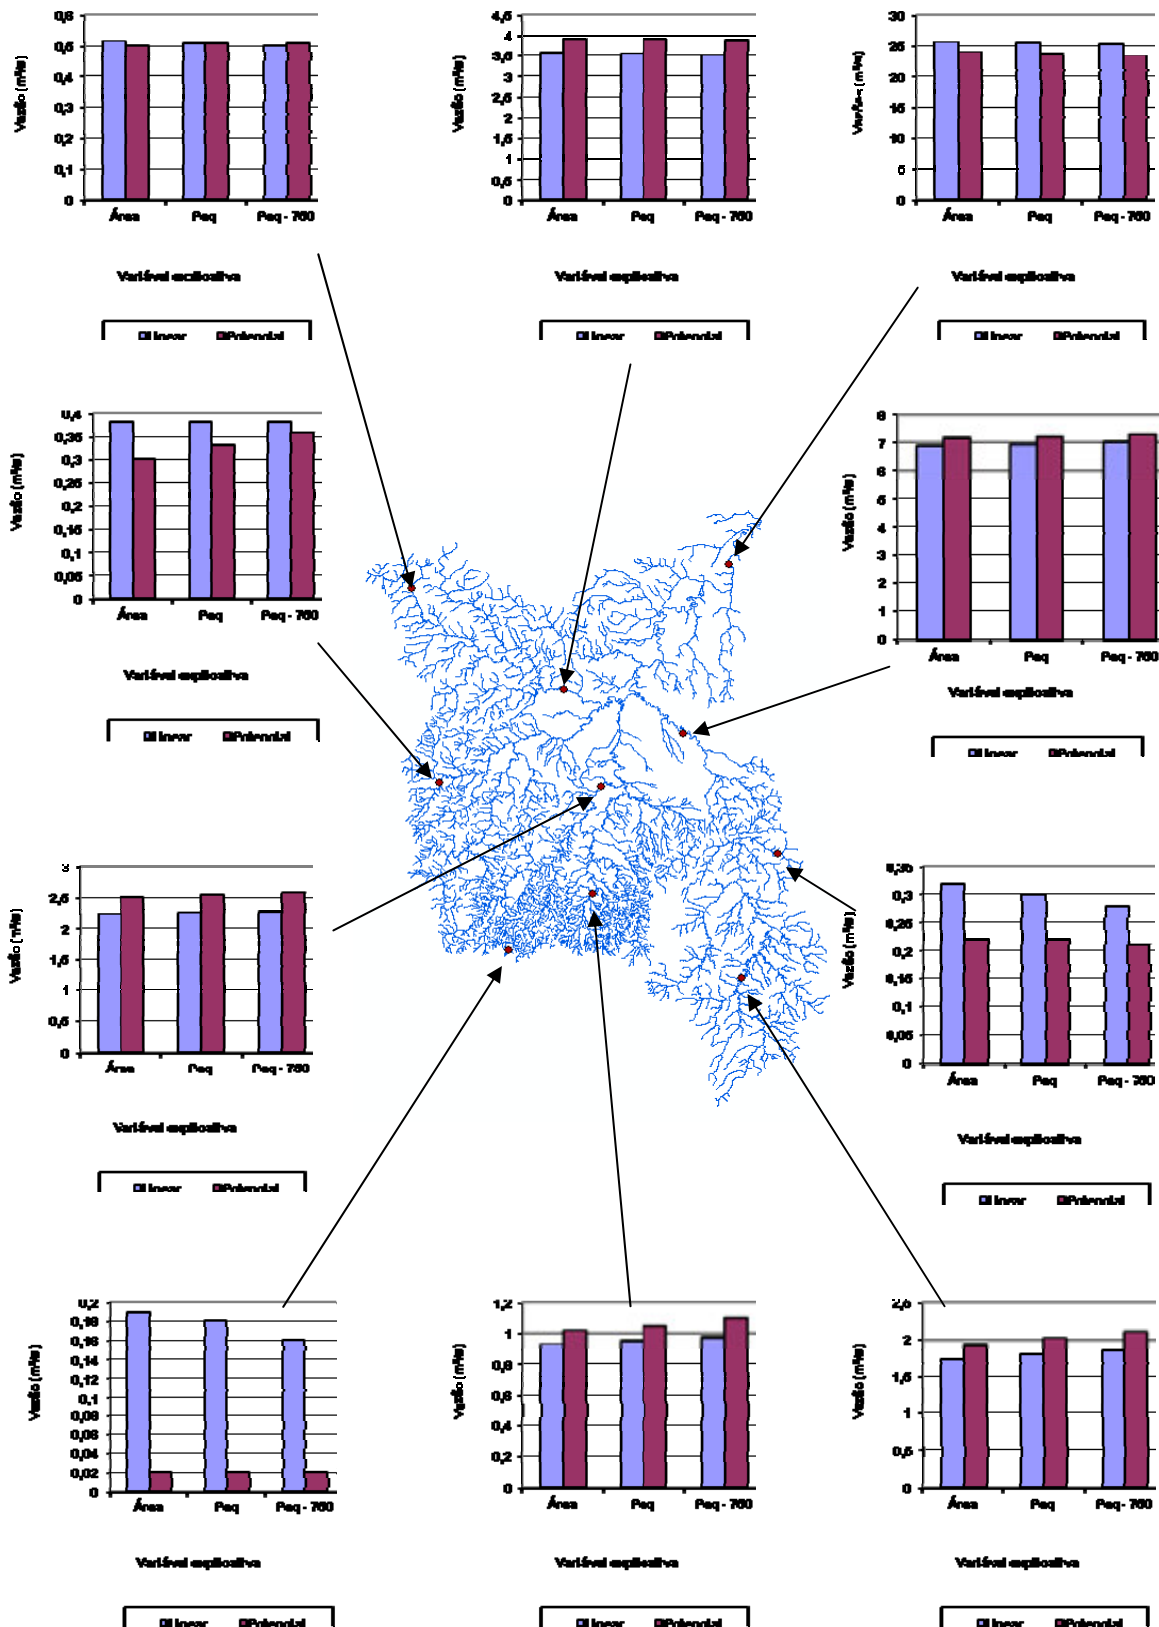 0,6
0,5
0,4
0,3
0,2
0,1
0
Vazão (m³/s)
Área Peq Peq - 750
Variável explicativa
Linear Potencial
4,5
4
3,5
3
2,5
2
1,5
1
0,5
0
Vazão (m³/s)
Área Peq Peq - 750
Variável explicativa
Linear Potencial
30
25
20
15
10
5
0
Área Peq Peq - 750
Variável explicativa
Linear Potencial
0,4
0,35
0,3
0,25
0,2
0,15
0,1
0,05
0
Vazão (m³/s)
Área Peq Peq - 750
Variável explicativa
Linear Potencial
8
7
6
5
4
3
2
1
0
Vazão (m³/s)
Área Peq Peq - 750
Variável explicativa
Linear Potencial
3
2,5
2
1,5
1
0,5
0
Vazão (m³/s)
Área Peq Peq - 750
Variável explicativa
Linear Potencial
0,35
0,3
0,25
0,2
0,15
0,1
0,05
0
Vazão (m³/s)
Área Peq Peq - 750
Variável explicativa
Linear Potencial
0,2
0,18
0,16
0,14
0,12
0,1
0,08
0,06
0,04
0,02
0
Vazão (m³/s)
Área Peq Peq - 750
Variável explicativa
Linear Potencial
1,2
1
0,8
0,6
0,4
0,2
0
Vazão (m³/s)
Área Peq Peq - 750
Variável explicativa
Linear Potencial
2,5
2
1,5
1
0,5
0
Vazão (m³/s)
Área Peq Peq - 750
Variável explicativa
Linear Potencial